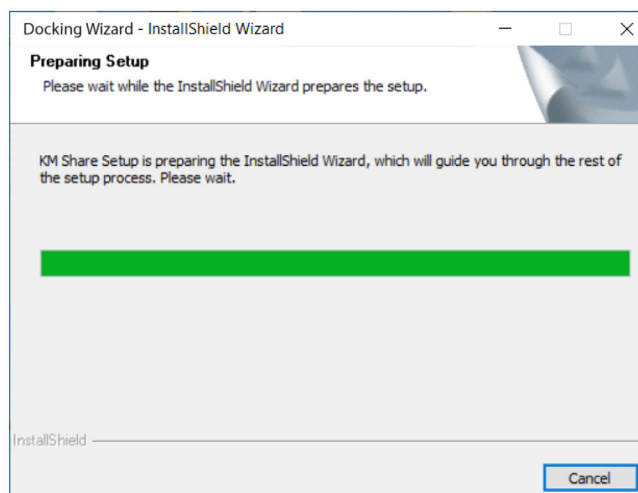 Docking Wizard - InstallShield Wizard
Preparing Setup
Please wait while the InstallShield Wizard prepares the setup.
KM Share Setup is preparing the InstallShield Wizard, which will guide you through the rest of
the setup process. Please wait.
InstallShield
Cancel